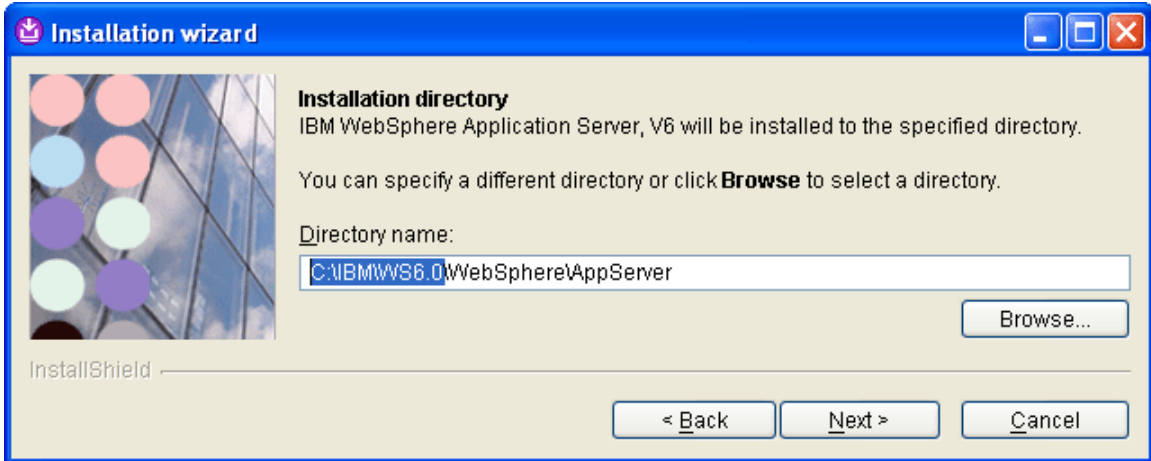 Installation wizard
Installation directory
IBM WebSphere Application Server, V6 will be installed to the specified directory.
You can specify a different directory or click Browse to select a directory.
Directory name:
C:\IBM\WS6.0\WebSphere\AppServer
Browse...
InstallShield
< Back Next > Cancel